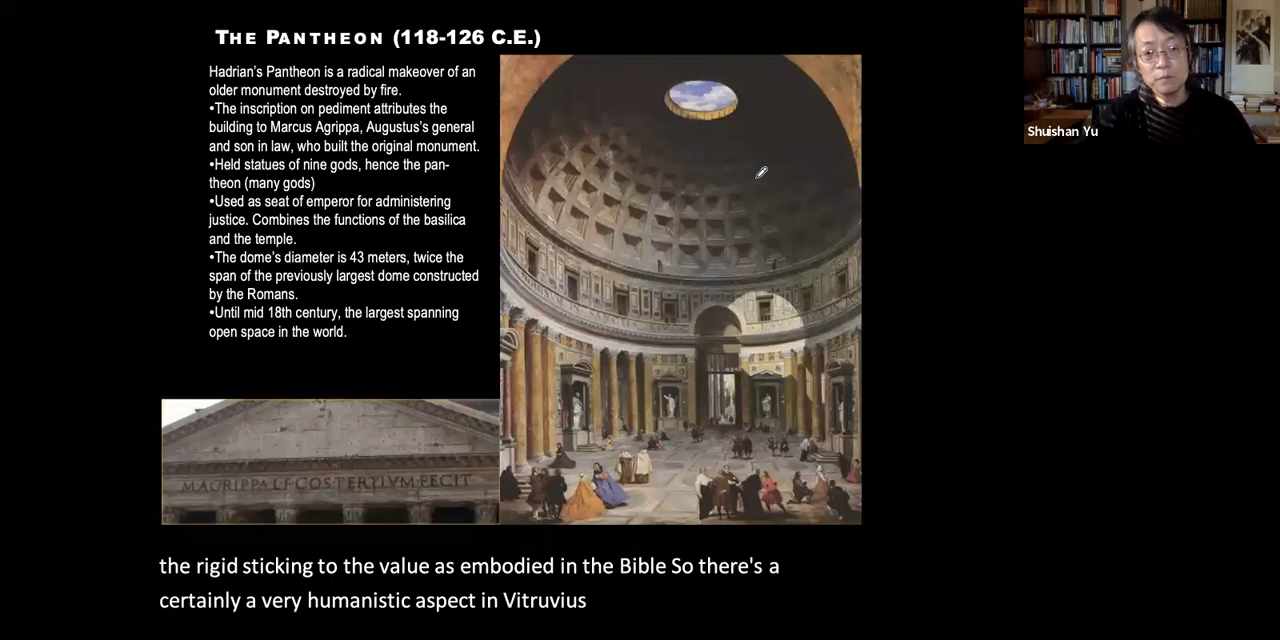 THE PANTHEON (118-126 C.E.)
Hadrian's Pantheon is a radical makeover of an
older monument destroyed by fire.
•The inscription on pediment attributes the
building to Marcus Agrippa, Augustus's general
and son in law, who built the original monument.
•Held statues of nine gods, hence the pan-
theon (many gods)
•Used as seat of emperor for administering
justice. Combines the functions of the basilica
and the temple.
•The dome's diameter is 43 meters, twice the
span of the previously largest dome constructed
by the Romans.
•Until mid 18th century, the largest spanning
open space in the world.
M·AGRIPPA·L·F·COS·TERTIVM·FECIT
the rigid sticking to the value as embodied in the Bible So there's a
certainly a very humanistic aspect in Vitruvius
Shuishan Yu